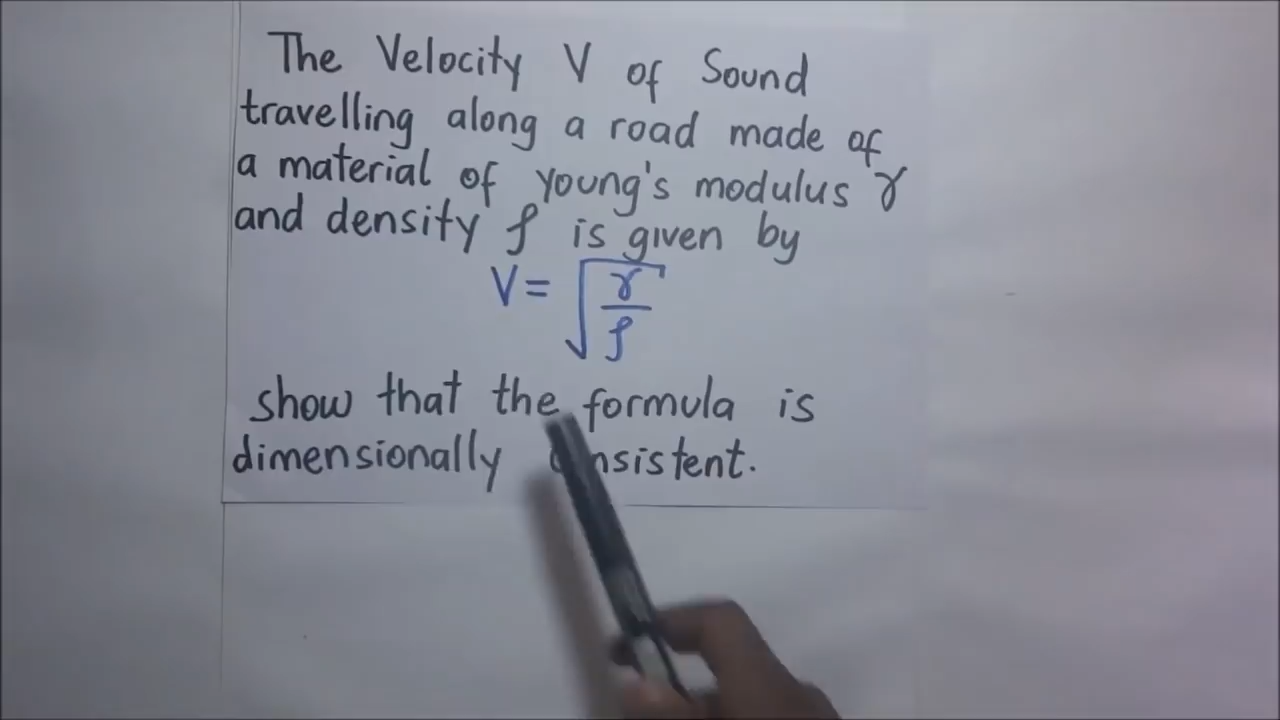 The Velocity V of Sound
travelling along a road made of
a material of young's modulus γ
and density ρ is given by
V = √(γ/ρ)
show that the formula is
dimensionally consistent.